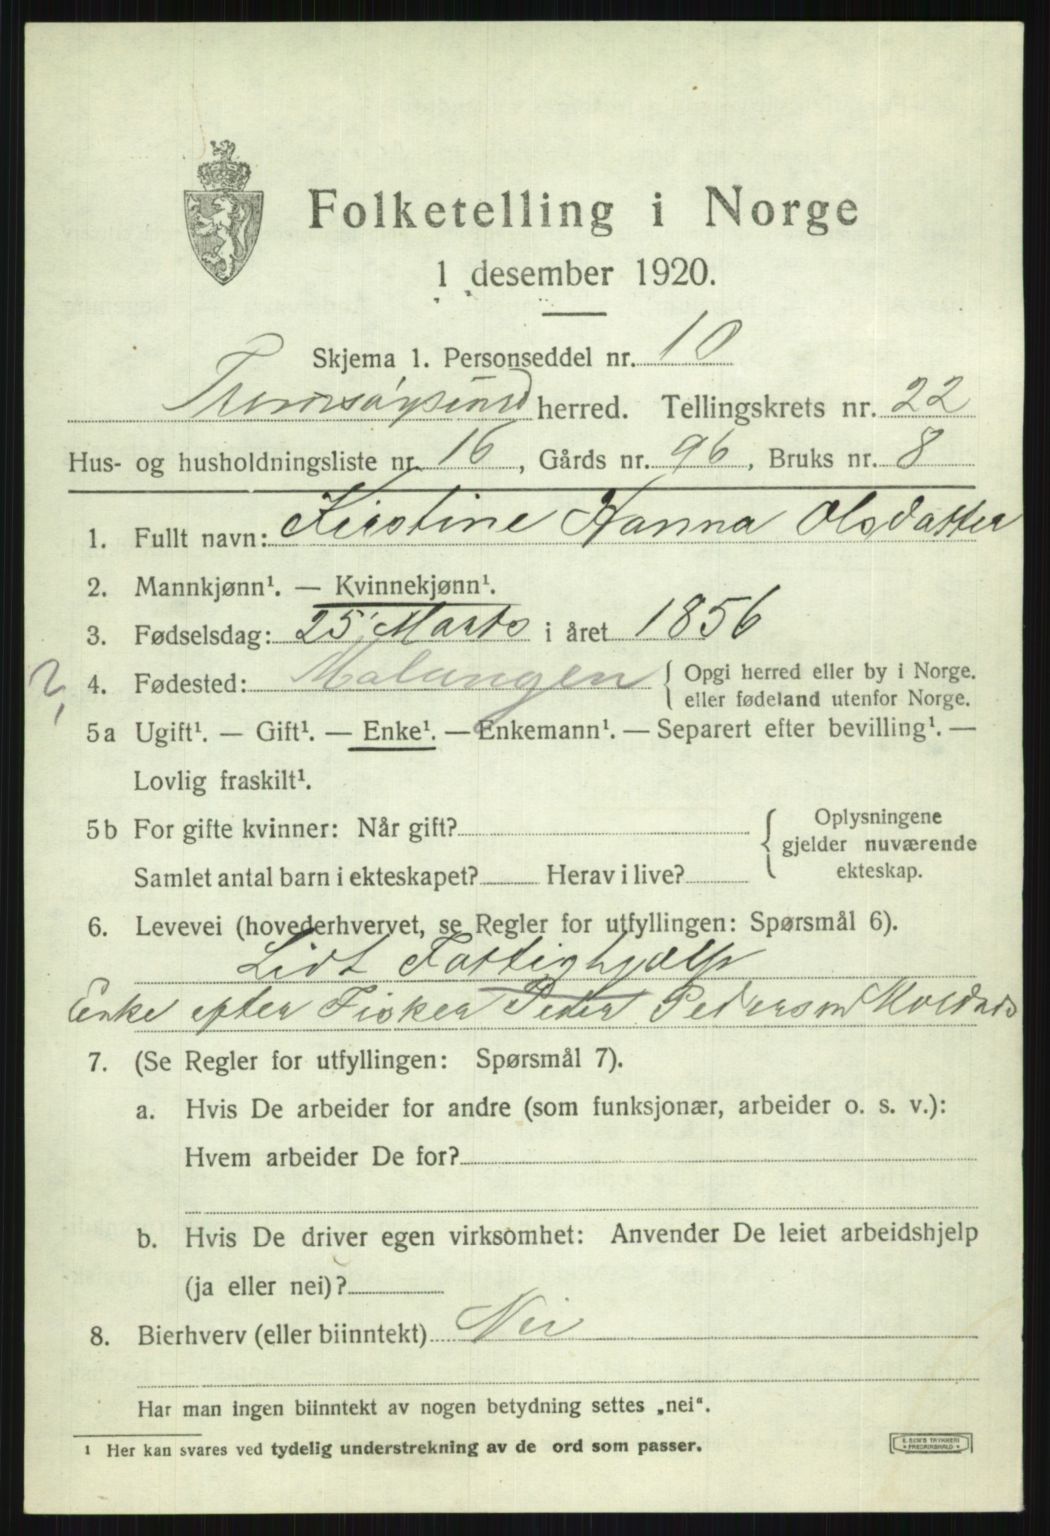 Folketelling i Norge
1 desember 1920.
Skjema 1. Personseddel nr. 10
Tromsøysund herred. Tellingskrets nr. 22
Hus- og husholdningsliste nr. 16, Gårds nr. 96, Bruks nr. 8
1. Fullt navn: Kirstine Hanna Olsdatter
2. Mannkjønn¹. — Kvinnekjønn¹.
3. Fødselsdag: 25 Marts i året 1856
? 4. Fødested: Malangen { Opgi herred eller by i Norge.
eller fødeland utenfor Norge.
5a Ugift¹. — Gift¹. — Enke¹. — Enkemann¹. — Separert efter bevilling¹. —
Lovlig fraskilt¹.
5b For gifte kvinner: Når gift?
Samlet antal barn i ekteskapet? Herav i live?
{ Oplysningene
gjelder nuværende
ekteskap.
6. Levevei (hovederhvervet, se Regler for utfyllingen: Spørsmål 6).
Lidt Fattighjælp
Enke efter Fisker Peder Pedersen
7. (Se Regler for utfyllingen: Spørsmål 7).
a. Hvis De arbeider for andre (som funksjonær, arbeider o. s. v.):
Hvem arbeider De for?
b. Hvis De driver egen virksomhet: Anvender De leiet arbeidshjelp
(ja eller nei)?
8. Bierhverv (eller biinntekt) Nei
Har man ingen biinntekt av nogen betydning settes „nei“.
¹ Her kan svares ved tydelig understrekning av de ord som passer.